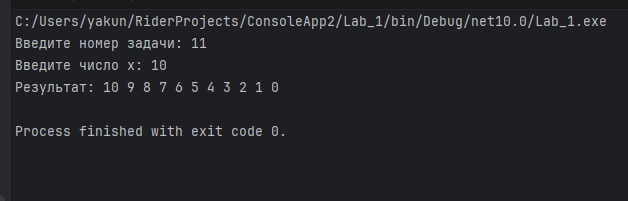 C:/Users/yakun/RiderProjects/ConsoleApp2/Lab_1/bin/Debug/net10.0/Lab_1.exe
Введите номер задачи: 11
Введите число x: 10
Результат: 10 9 8 7 6 5 4 3 2 1 0
Process finished with exit code 0.